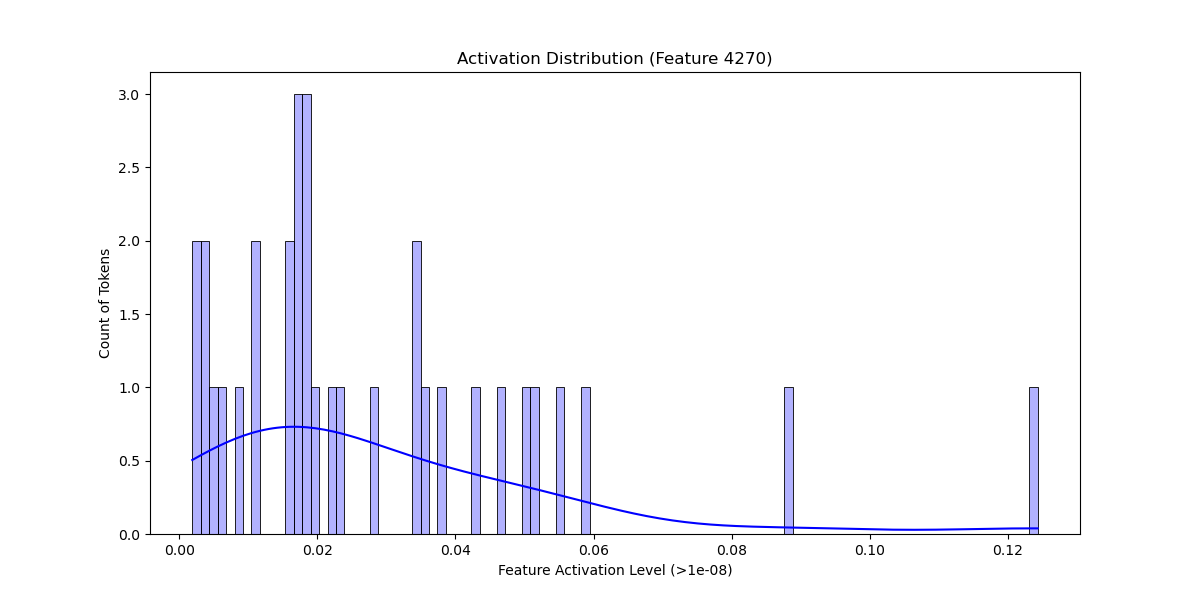 Activation Distribution (Feature 4270)
3.0
2.5
2.0
1.5
1.0
0.5
0.0
Count of Tokens
0.00 0.02 0.04 0.06 0.08 0.10 0.12
Feature Activation Level (>1e-08)